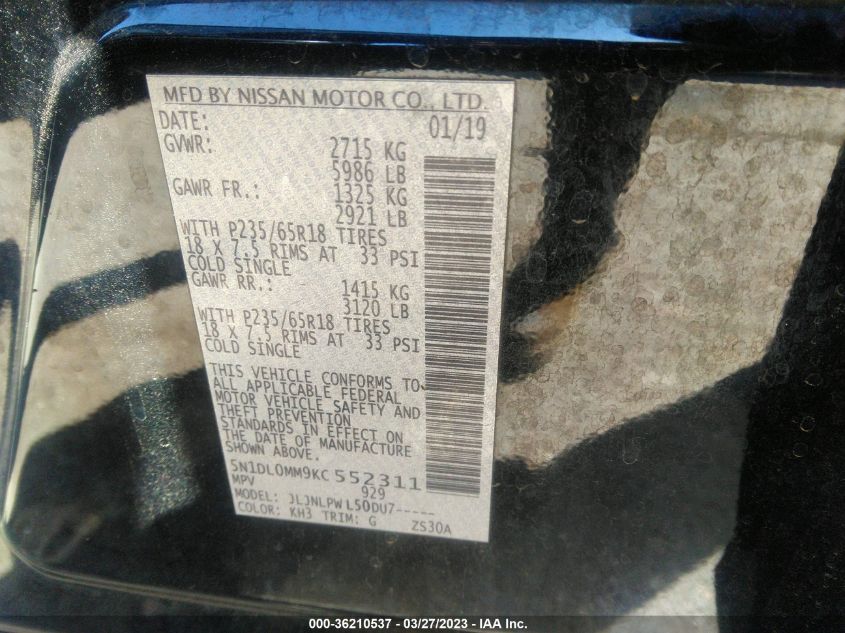 MFD BY NISSAN MOTOR CO., LTD.
DATE: 01/19
GVWR: 2715 KG
5986 LB
GAWR FR.: 1325 KG
2921 LB
WITH P235/65R18 TIRES
18 X 7.5 RIMS AT 33 PSI
COLD SINGLE
GAWR RR.: 1415 KG
3120 LB
WITH P235/65R18 TIRES
18 X 7.5 RIMS AT 33 PSI
COLD SINGLE
THIS VEHICLE CONFORMS TO
ALL APPLICABLE FEDERAL
MOTOR VEHICLE SAFETY AND
THEFT PREVENTION
STANDARDS IN EFFECT ON
THE DATE OF MANUFACTURE
SHOWN ABOVE.
5N1DL0MM9KC 552311
MPV 929
MODEL: JLJNLPW L50DU7-----
COLOR: KH3 TRIM: G ZS30A
000-36210537 - 03/27/2023 - IAA Inc.